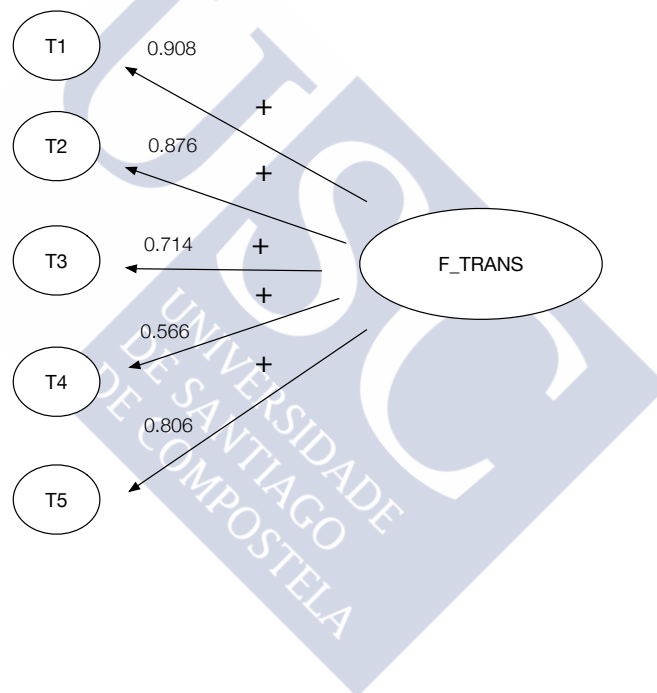 T1
0.908
+
T2
0.876
+
T3
0.714
+
F_TRANS
+
0.566
T4
+
0.806
T5
USC
UNIVERSIDADE
DE SANTIAGO
DE COMPOSTELA